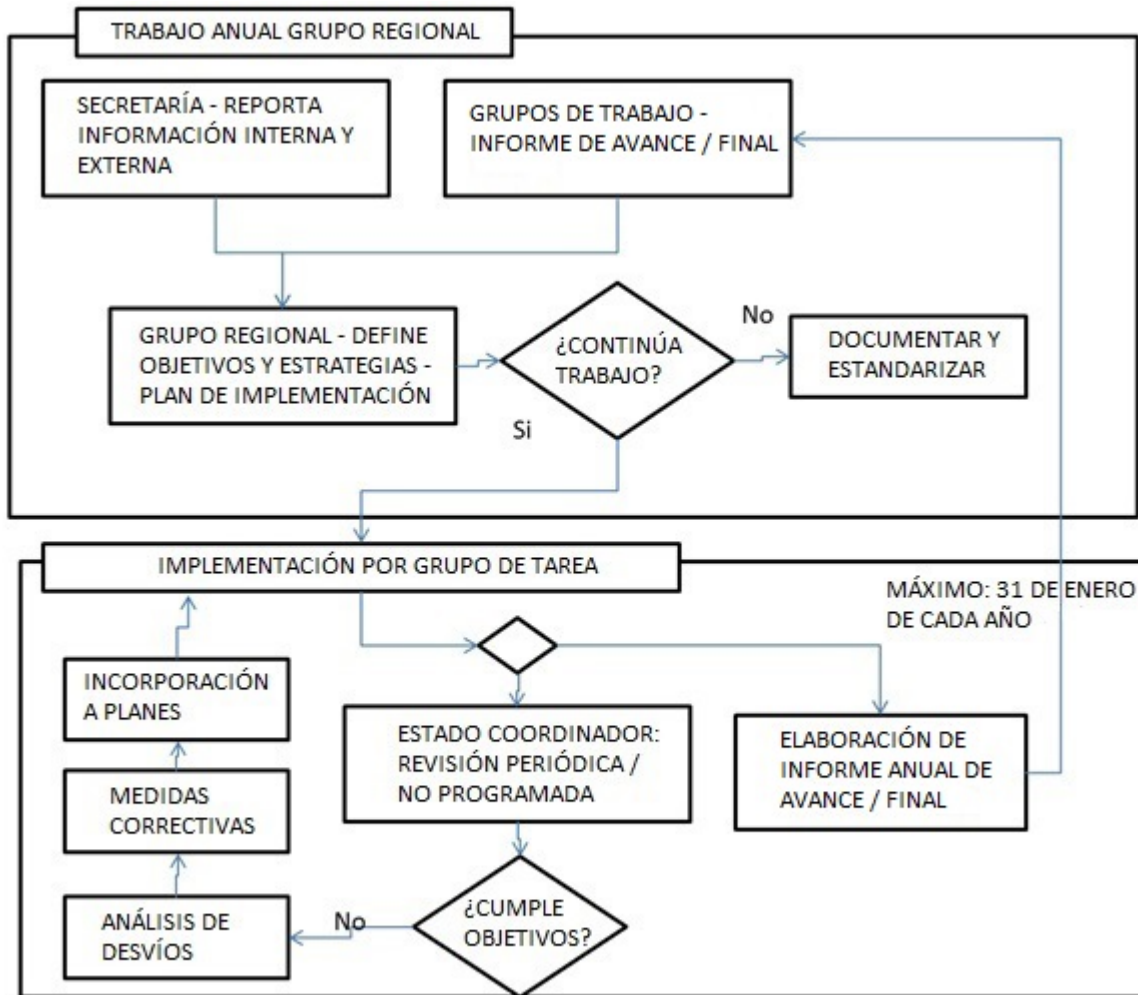 TRABAJO ANUAL GRUPO REGIONAL
SECRETARÍA - REPORTA
INFORMACIÓN INTERNA Y
EXTERNA
GRUPOS DE TRABAJO -
INFORME DE AVANCE / FINAL
GRUPO REGIONAL - DEFINE
OBJETIVOS Y ESTRATEGIAS -
PLAN DE IMPLEMENTACIÓN
¿CONTINÚA
TRABAJO?
No
DOCUMENTAR Y
ESTANDARIZAR
Si
IMPLEMENTACIÓN POR GRUPO DE TAREA
MÁXIMO: 31 DE ENERO
DE CADA AÑO
INCORPORACIÓN
A PLANES
ESTADO COORDINADOR:
REVISIÓN PERIÓDICA /
NO PROGRAMADA
ELABORACIÓN DE
INFORME ANUAL DE
AVANCE / FINAL
MEDIDAS
CORRECTIVAS
ANÁLISIS DE
DESVÍOS
No
¿CUMPLE
OBJETIVOS?